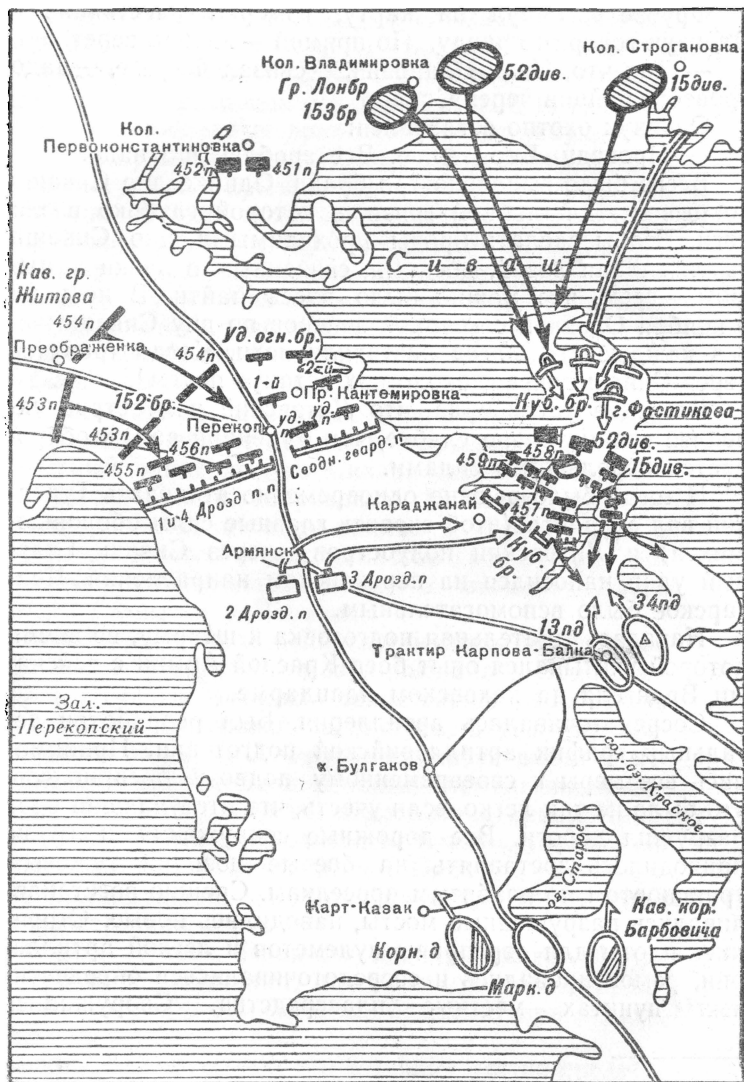 Кол. Владимировка
Гр. Лонбр
153бр
52див.
Кол. Строгановка
15див.
Кол.
Первоконстантиновка
452п
451п
Сиваш
Кав. гр.
Житова
454п
Преображенка
454п
Уд. огн. бр.
2-й
1-й
Пр. Кантемировка
453п
152 бр.
Перекоп
уд.
уд.
п
п
Куб. бр.
г. Фостикова
453п
456п
455п
Сводн. гвард. п
1 и 4 Дрозд. п-п
458п
459п
52див.
15див.
457п
Караджанай
Куб.
бр.
Армянск
3 Дрозд. п
2 Дрозд. п
13пд
34пд
Трактир Карпова-Балка
Зал.
Перекопский
х. Булгаков
сол. оз. Красное
оз. Старое
Карт-Казак
Кав. кор.
Барбовича
Корн. д
Марк. д